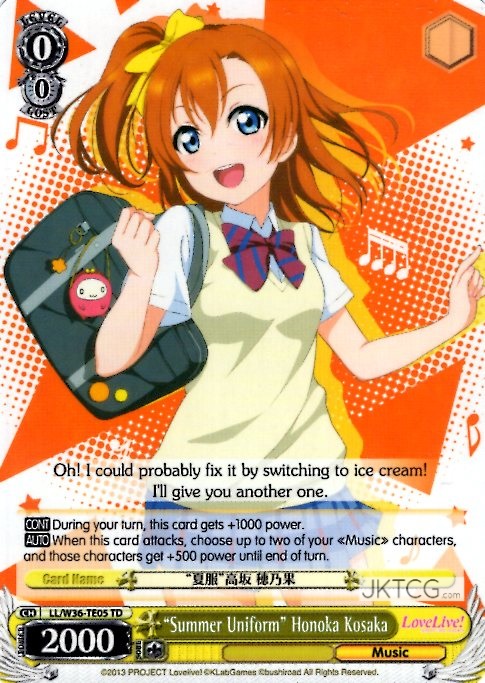 LEVEL
0
0
COST
Oh! I could probably fix it by switching to ice cream!
I'll give you another one.
CONT During your turn, this card gets +1000 power.
AUTO When this card attacks, choose up to two of your «Music» characters,
and those characters get +500 power until end of turn.
Card Name "夏服"高坂 穂乃果
JKTCG.com
CH LL/W36-TE05 TD
POWER 2000 SOUL "Summer Uniform" Honoka Kosaka LoveLive!
Music
©2013 PROJECT Lovelive! ©KLabGames ©bushiroad All Rights Reserved.